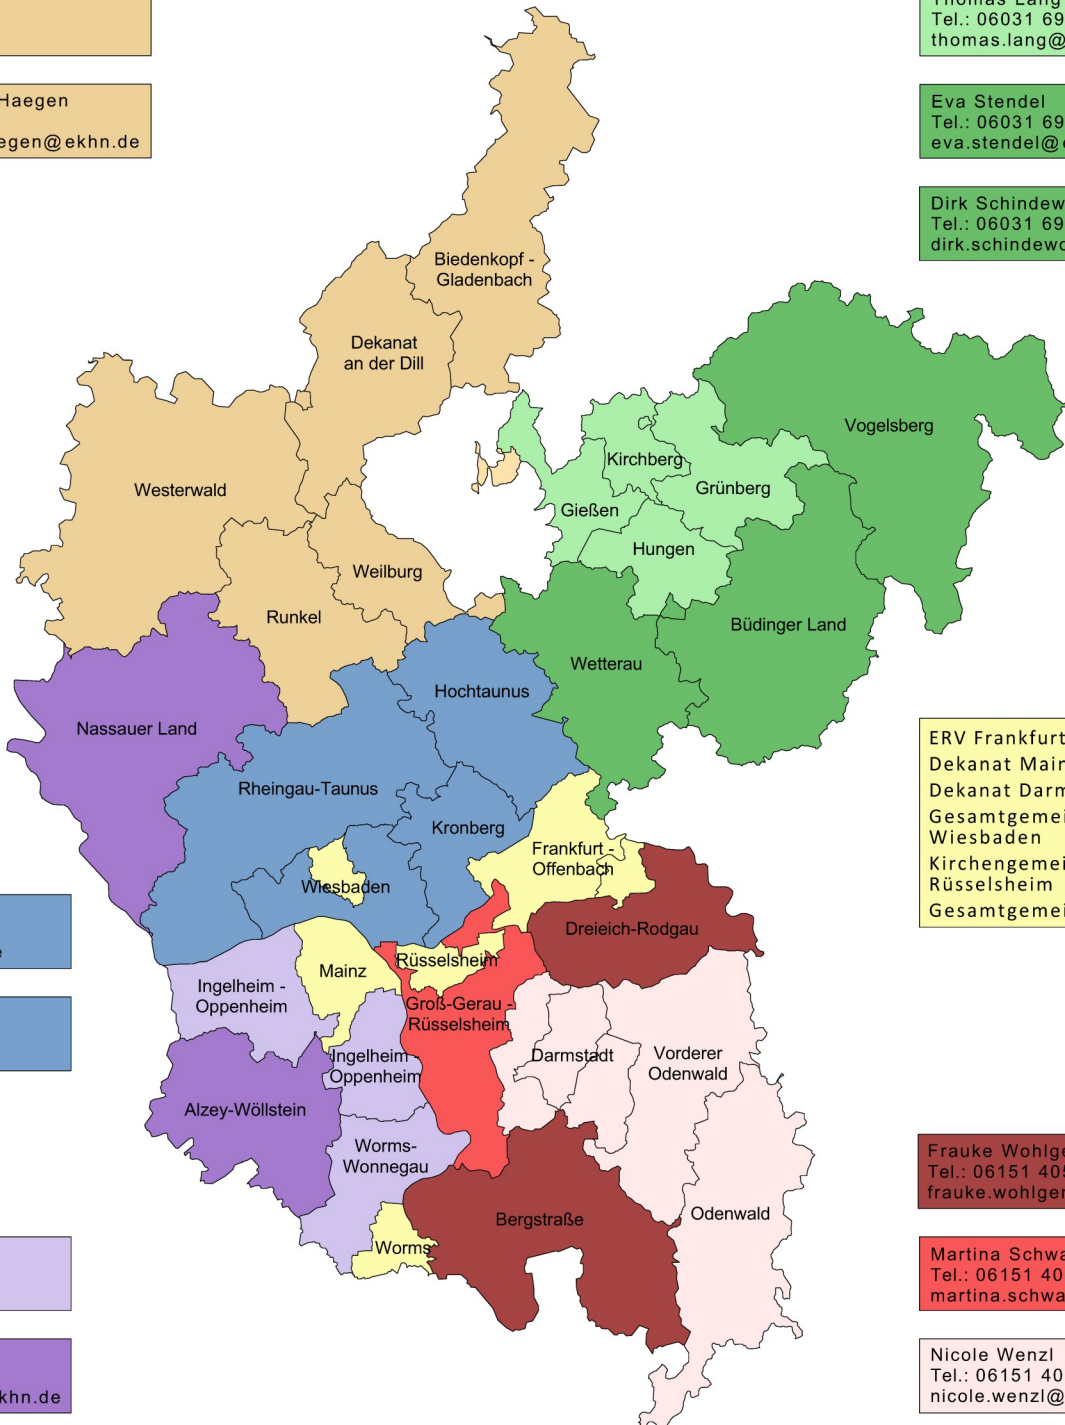 Haegen
egen@ekhn.de
Thomas Lang
Tel.: 06031 69
thomas.lang@
Eva Stendel
Tel.: 06031 69
eva.stendel@
Dirk Schindew
Tel.: 06031 69
dirk.schindewo
Biedenkopf -
Gladenbach
Dekanat
an der Dill
Vogelsberg
Kirchberg
Westerwald
Grünberg
Gießen
Hungen
Weilburg
Runkel
Büdinger Land
Wetterau
Hochtaunus
Nassauer Land
Rheingau-Taunus
Kronberg
Frankfurt -
Offenbach
Wiesbaden
Dreieich-Rodgau
Rüsselsheim
Mainz
Ingelheim -
Oppenheim
Groß-Gerau -
Rüsselsheim
Ingelheim -
Oppenheim
Darmstadt
Vorderer
Odenwald
Alzey-Wöllstein
Worms-
Wonnegau
Odenwald
Bergstraße
Worms
ERV Frankfurt
Dekanat Main
Dekanat Darm
Gesamtgemei
Wiesbaden
Kirchengemei
Rüsselsheim
Gesamtgemei
Frauke Wohlge
Tel.: 06151 405
frauke.wohlger
Martina Schwa
Tel.: 06151 40
martina.schwa
Nicole Wenzl
Tel.: 06151 40
nicole.wenzl@
khn.de